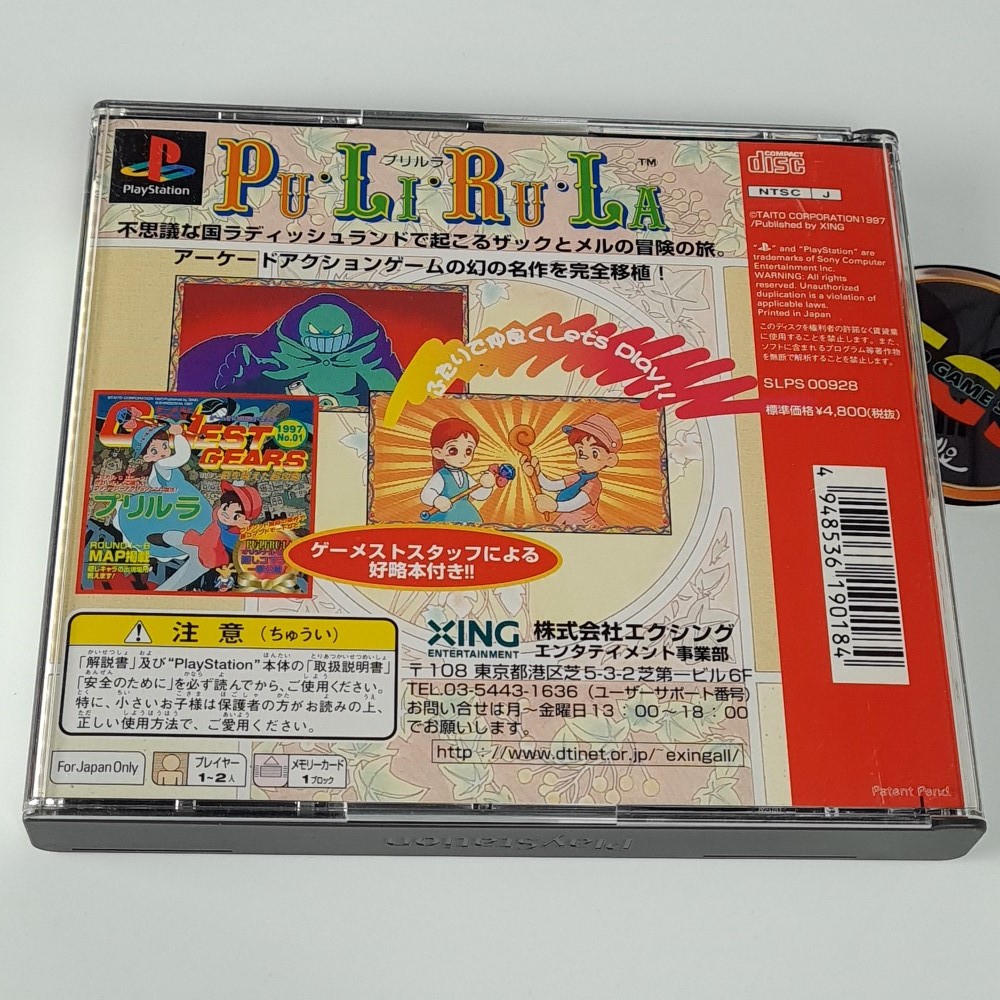 PlayStation
プリルラ
PU・LI・RU・LA™
不思議な国ラディッシュランドで起こるザックとメルの冒険の旅。
アーケードアクションゲームの幻の名作を完全移植!
ふたりでゆなくLet's Play!!
1997
No.01
GEARS
プリルラ
ROUND1~6
MAP掲載
ゲーメストスタッフによる
好略本付き!!
注意(ちゅうい)
「解説書」及び“PlayStation”本体の「取扱説明書」
「安全のために」を必ず読んでから、ご使用ください。
特に、小さいお子様は保護者の方がお読みの上、
正しい使用方法で、ご愛用ください。
For Japan Only
プレイヤー
1~2人
メモリーカード
1ブロック
XING
ENTERTAINMENT
株式会社エクシング
エンタテイメント事業部
〒108 東京都港区芝5-3-2芝第一ビル6F
TEL.03-5443-1636(ユーザーサポート番号)
お問い合せは月~金曜日13:00~18:00
でお願いします。
http://www.dtinet.or.jp/~exingall/
COMPACT
disc
NTSC J
©TAITO CORPORATION1997
/Published by XING
"PS" and "PlayStation" are
trademarks of Sony Computer
Entertainment Inc.
WARNING: All rights
reserved. Unauthorized
duplication is a violation of
applicable laws.
Printed in Japan
このディスクを権利者の許諾なく賃貸業
に使用することを禁止します。また、
ソフトに含まれるプログラム等著作物
を無断で解析することを禁止します。
SLPS 00928
標準価格¥4,800(税抜)
4 948536 190184
Patent Pend.
PlayStation